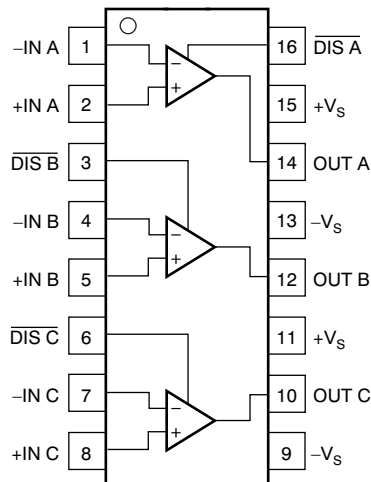 –IN A 1 16 DIS A
+IN A 2 – + 15 +VS
DIS B 3 14 OUT A
–IN B 4 13 –VS
+IN B 5 – + 12 OUT B
DIS C 6 11 +VS
–IN C 7 10 OUT C
+IN C 8 – + 9 –VS